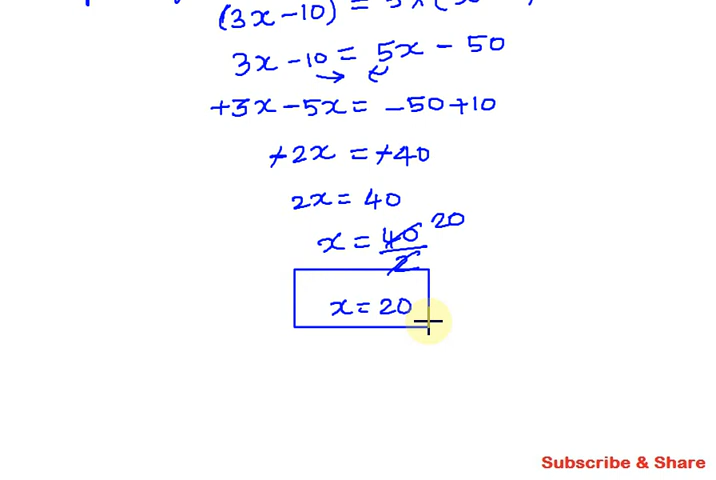 (3x-10) =
3x-10 = 5x - 50
+3x-5x = -50+10
-2x = -40
2x = 40
x = 40/2 20
x = 20
Subscribe & Share